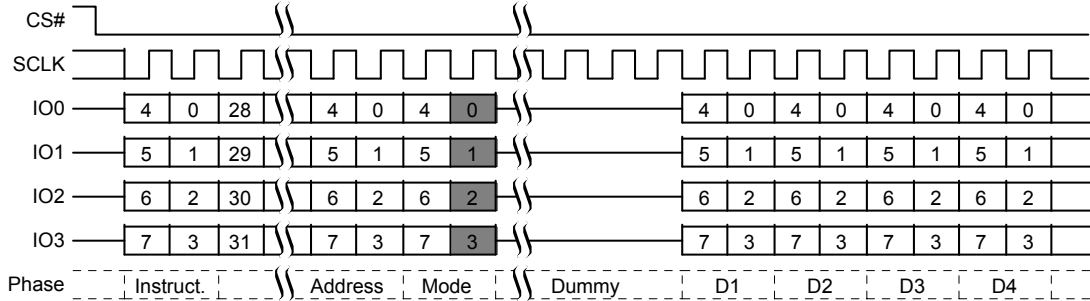 CS#
SCLK
IO0 4 0 28 4 0 4 0 4 0 4 0 4 0 4 0
IO1 5 1 29 5 1 5 1 5 1 5 1 5 1 5 1
IO2 6 2 30 6 2 6 2 6 2 6 2 6 2 6 2
IO3 7 3 31 7 3 7 3 7 3 7 3 7 3 7 3
Phase Instruct. Address Mode Dummy D1 D2 D3 D4